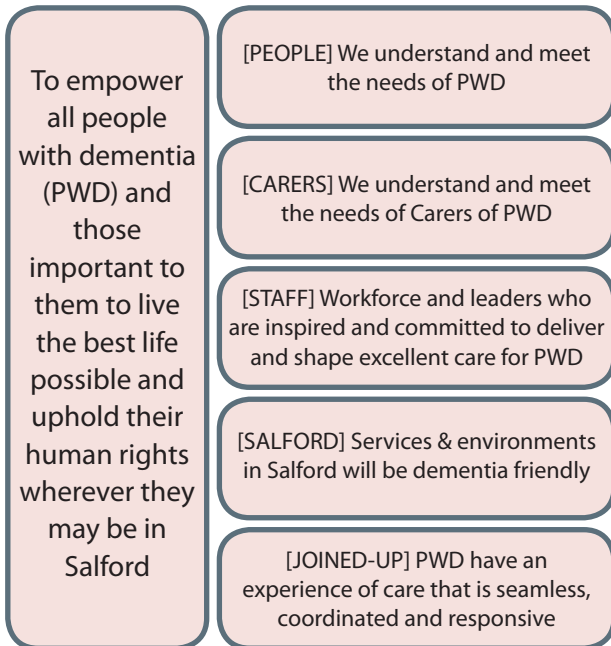 To empower
all people
with dementia
(PWD) and
those
important to
them to live
the best life
possible and
uphold their
human rights
wherever they
may be in
Salford
[PEOPLE] We understand and meet
the needs of PWD
[CARERS] We understand and meet
the needs of Carers of PWD
[STAFF] Workforce and leaders who
are inspired and committed to deliver
and shape excellent care for PWD
[SALFORD] Services & environments
in Salford will be dementia friendly
[JOINED-UP] PWD have an
experience of care that is seamless,
coordinated and responsive